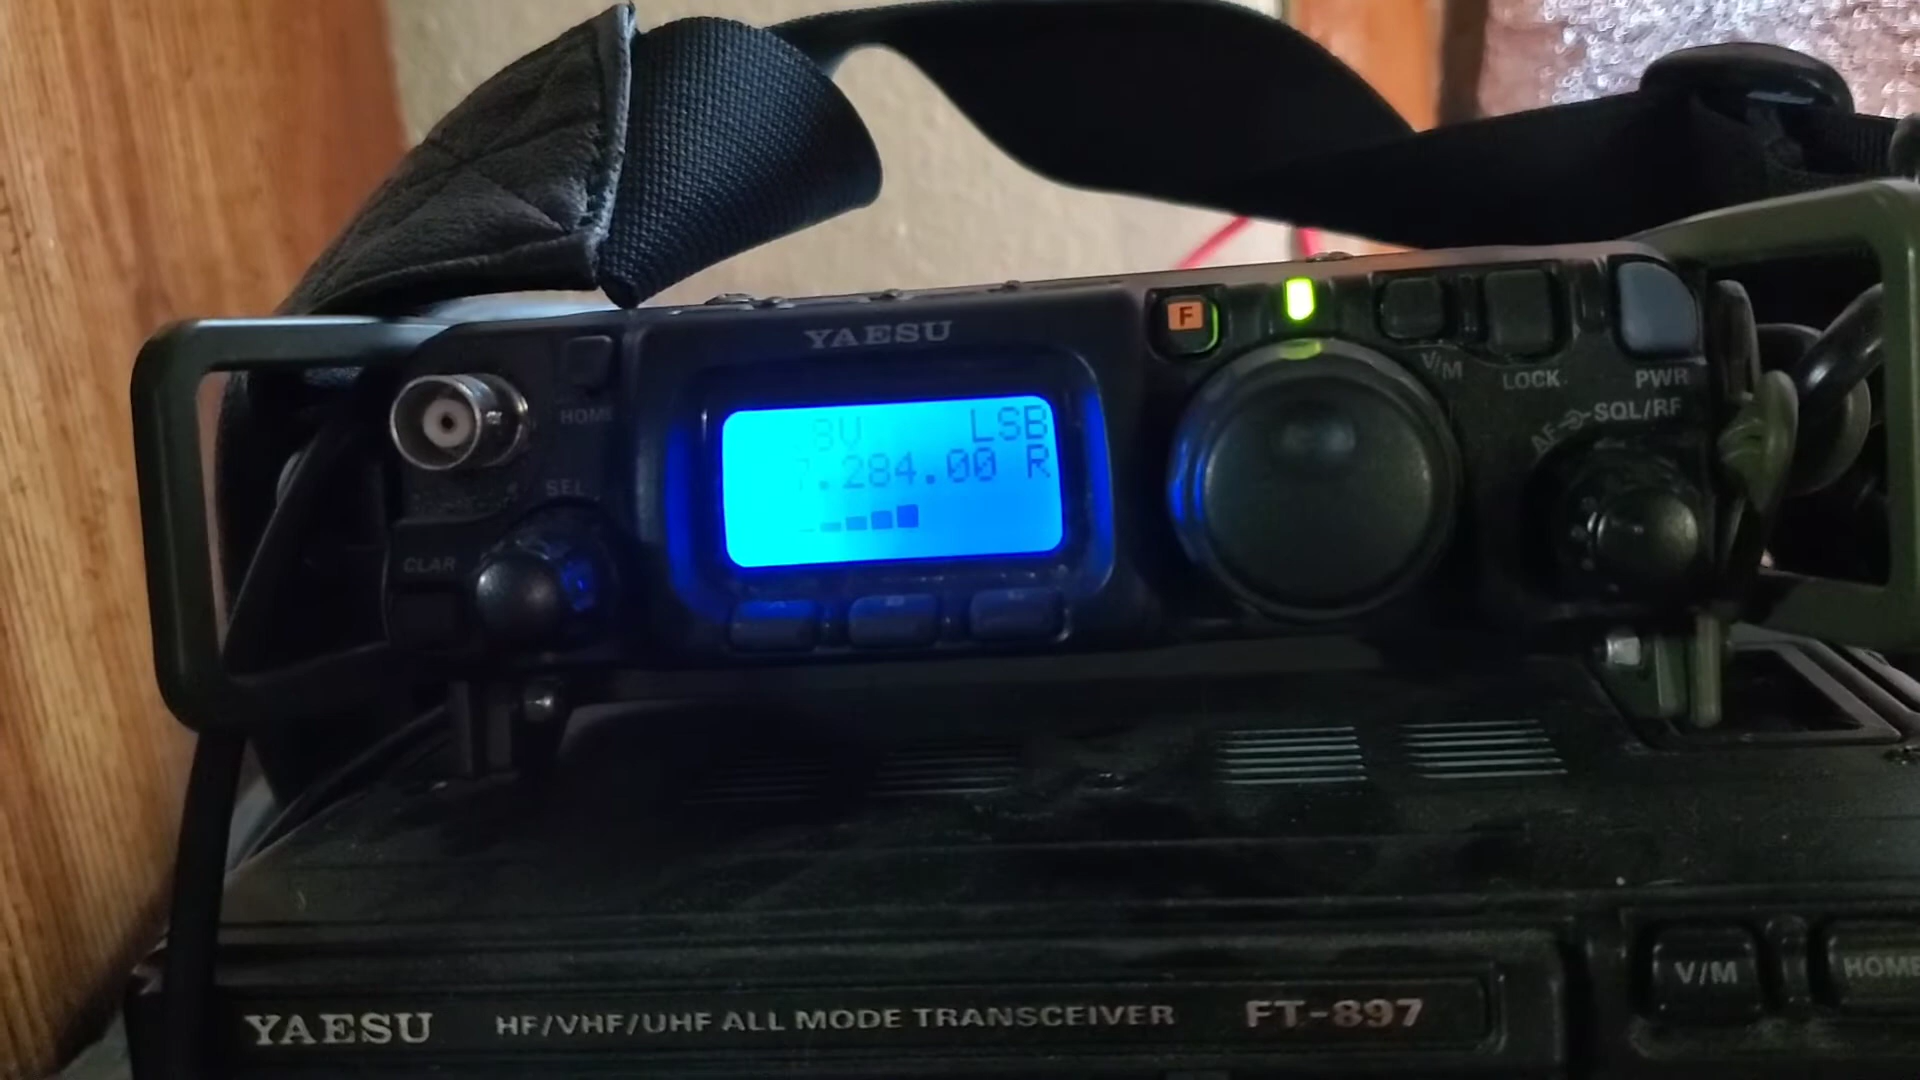 YAESU
F
V/M
LOCK
PWR
HOME
AF SQL/RF
8V LSB
7.284.00 R
SEL
CLAR
V/M
HOME
YAESU HF/VHF/UHF ALL MODE TRANSCEIVER FT-897